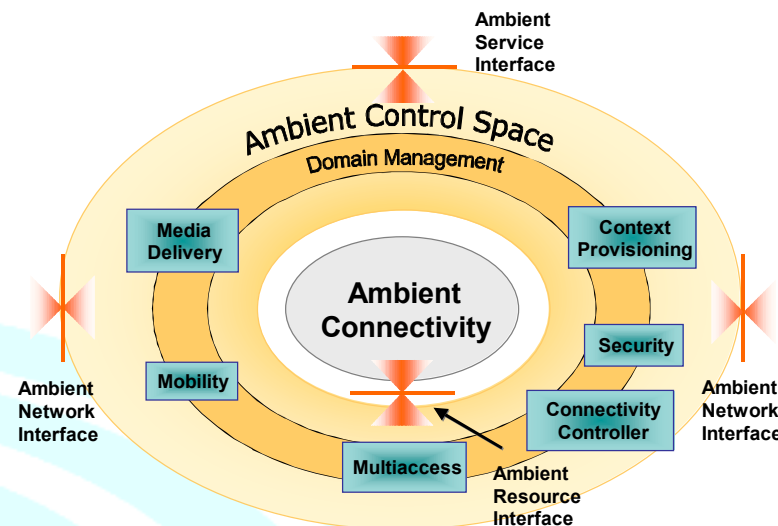 Ambient
Service
Interface
Ambient Control Space
Domain Management
Media
Delivery
Context
Provisioning
Ambient
Connectivity
Security
Mobility
Ambient
Network
Interface
Ambient
Network
Interface
Connectivity
Controller
Multiaccess
Ambient
Resource
Interface